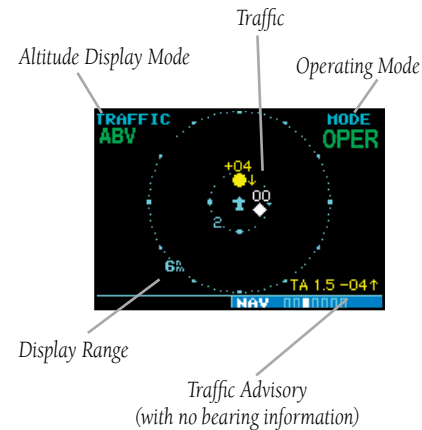 Traffic
Altitude Display Mode
Operating Mode
TRAFFIC
MODE
ABV
OPER
+04
00
2
6 nm
TA 1.5 -04↑
NAV
Display Range
Traffic Advisory
(with no bearing information)